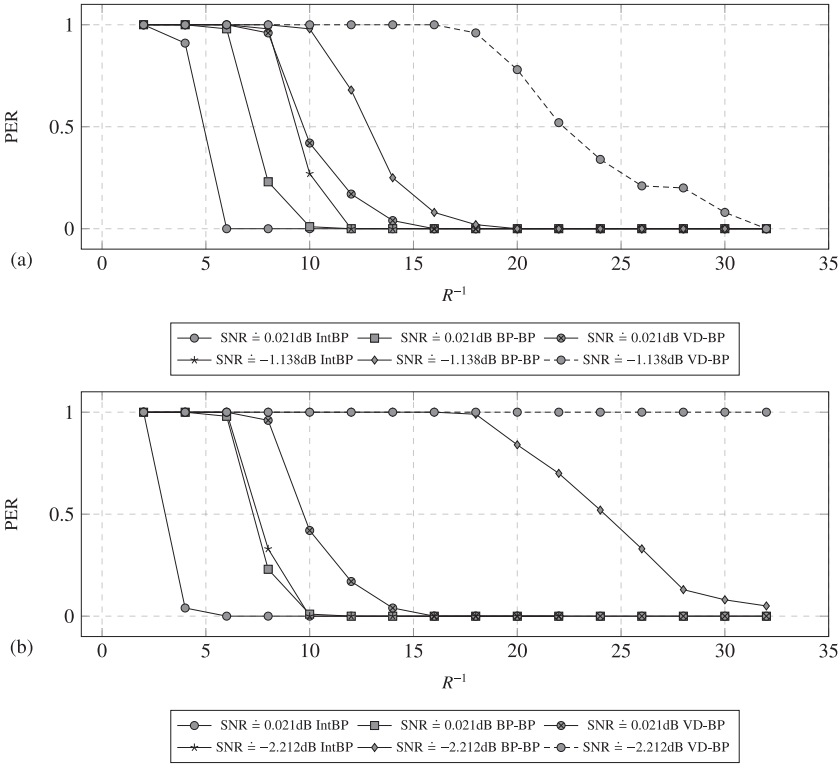 1
0.5
0
PER
(a)
0 5 10 15 20 25 30 35
R⁻¹
SNR ≐ 0.021dB IntBP SNR ≐ 0.021dB BP-BP SNR ≐ 0.021dB VD-BP
SNR ≐ −1.138dB IntBP SNR ≐ −1.138dB BP-BP SNR ≐ −1.138dB VD-BP
1
0.5
0
PER
(b)
0 5 10 15 20 25 30 35
R⁻¹
SNR ≐ 0.021dB IntBP SNR ≐ 0.021dB BP-BP SNR ≐ 0.021dB VD-BP
SNR ≐ −2.212dB IntBP SNR ≐ −2.212dB BP-BP SNR ≐ −2.212dB VD-BP